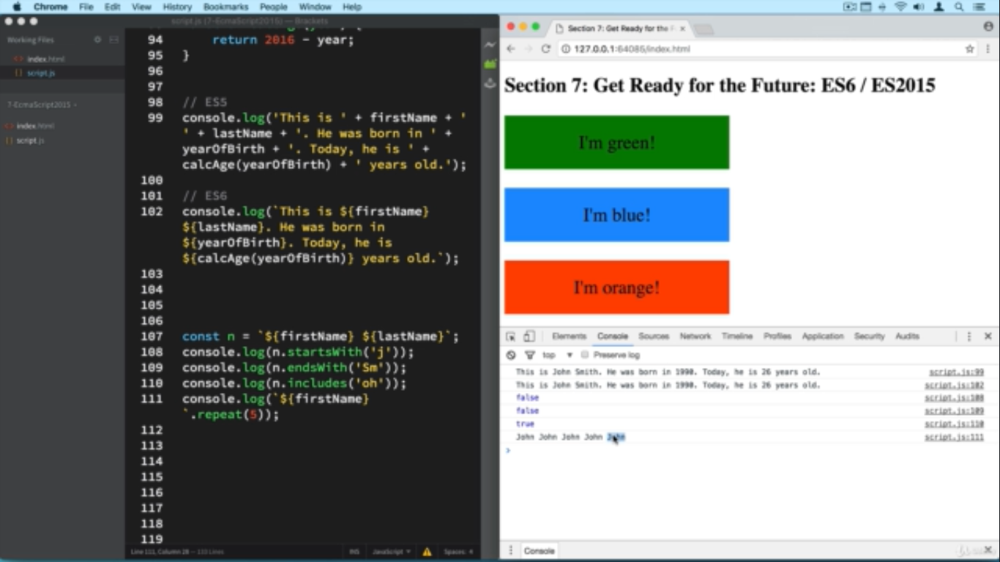 Chrome File Edit View History Bookmarks People Window Help
script.js (7-EcmaScript2015) — Brackets
Working Files
index.html
script.js
7-EcmaScript2015
index.html
script.js
94 return 2016 - year;
95 }
96
97
98 // ES5
99 console.log('This is ' + firstName + '
' + lastName + '. He was born in ' +
yearOfBirth + '. Today, he is ' +
calcAge(yearOfBirth) + ' years old.');
100
101 // ES6
102 console.log(`This is ${firstName}
${lastName}. He was born in
${yearOfBirth}. Today, he is
${calcAge(yearOfBirth)} years old.`);
103
104
105
106
107 const n = `${firstName} ${lastName}`;
108 console.log(n.startsWith('j'));
109 console.log(n.endsWith('Sm'));
110 console.log(n.includes('oh'));
111 console.log(`${firstName}
`.repeat(5));
112
113
114
115
116
117
118
119
Line 111, Column 28 — 133 Lines
INS JavaScript Spaces: 4
Section 7: Get Ready for the F
127.0.0.1:64086/index.html
Section 7: Get Ready for the Future: ES6 / ES2015
I'm green!
I'm blue!
I'm orange!
Elements Console Sources Network Timeline Profiles Application Security Audits
top Preserve log
This is John Smith. He was born in 1990. Today, he is 26 years old. script.js:99
This is John Smith. He was born in 1990. Today, he is 26 years old. script.js:102
false script.js:108
false script.js:109
true script.js:110
John John John John John script.js:111
>
Console